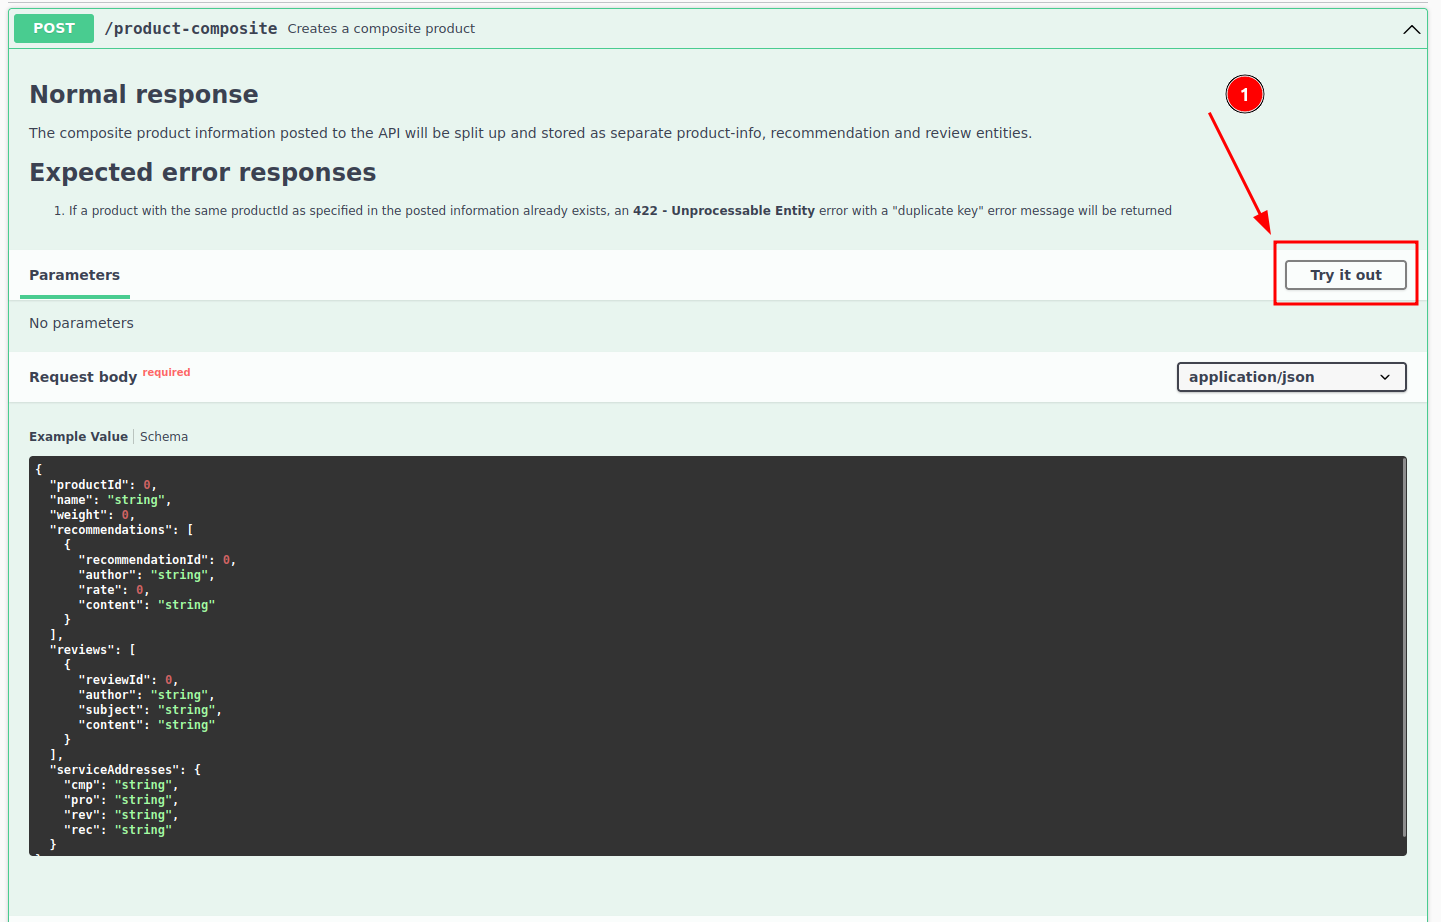 POST /product-composite Creates a composite product
Normal response
1
The composite product information posted to the API will be split up and stored as separate product-info, recommendation and review entities.
Expected error responses
1. If a product with the same productId as specified in the posted information already exists, an 422 - Unprocessable Entity error with a "duplicate key" error message will be returned
Parameters
Try it out
No parameters
Request body required
application/json
Example Value Schema
{
  "productId": 0,
  "name": "string",
  "weight": 0,
  "recommendations": [
    {
      "recommendationId": 0,
      "author": "string",
      "rate": 0,
      "content": "string"
    }
  ],
  "reviews": [
    {
      "reviewId": 0,
      "author": "string",
      "subject": "string",
      "content": "string"
    }
  ],
  "serviceAddresses": {
    "cmp": "string",
    "pro": "string",
    "rev": "string",
    "rec": "string"
  }